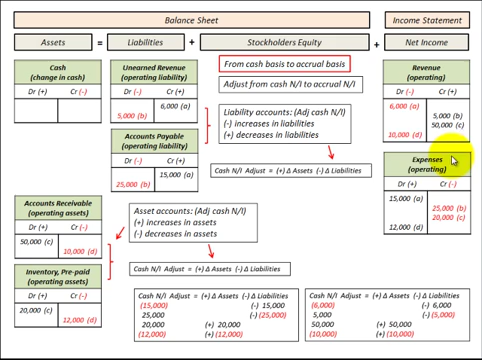 Balance Sheet
Income Statement
Assets = Liabilities + Stockholders Equity + Net Income
Cash
(change in cash)
Dr (+) Cr (-)
Unearned Revenue
(operating liability)
Dr (-) Cr (+)
6,000 (a)
5,000 (b)
Accounts Payable
(operating liability)
Dr (-) Cr (+)
15,000 (a)
25,000 (b)
From cash basis to accrual basis
Adjust from cash N/I to accrual N/I
Liability accounts: (Adj cash N/I)
(-) increases in liabilities
(+) decreases in liabilities
Cash N/I Adjust = (+) Δ Assets (-) Δ Liabilities
Revenue
(operating)
Dr (-) Cr (+)
6,000 (a)
5,000 (b)
50,000 (c)
10,000 (d)
Expenses
(operating)
Dr (+) Cr (-)
15,000 (a)
25,000 (b)
20,000 (c)
12,000 (d)
Accounts Receivable
(operating assets)
Dr (+) Cr (-)
50,000 (c)
10,000 (d)
Inventory, Pre-paid
(operating assets)
Dr (+) Cr (-)
20,000 (c)
12,000 (d)
Asset accounts: (Adj cash N/I)
(+) increases in assets
(-) decreases in assets
Cash N/I Adjust = (+) Δ Assets (-) Δ Liabilities
Cash N/I Adjust = (+) Δ Assets (-) Δ Liabilities
(15,000) (-) 15,000
25,000 (-) (25,000)
20,000 (+) 20,000
(12,000) (+) (12,000)
Cash N/I Adjust = (+) Δ Assets (-) Δ Liabilities
(6,000) (-) 6,000
5,000 (-) (5,000)
50,000 (+) 50,000
(10,000) (+) (10,000)